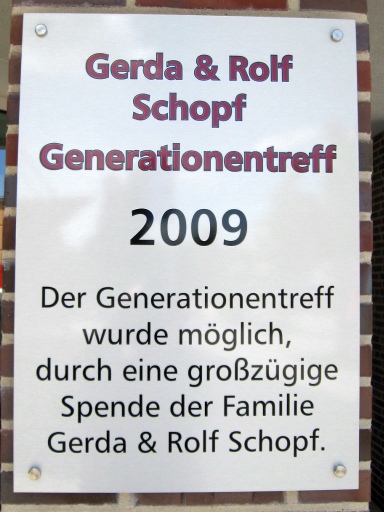 Gerda & Rolf
Schopf
Generationentreff
2009
Der Generationentreff
wurde möglich,
durch eine großzügige
Spende der Familie
Gerda & Rolf Schopf.